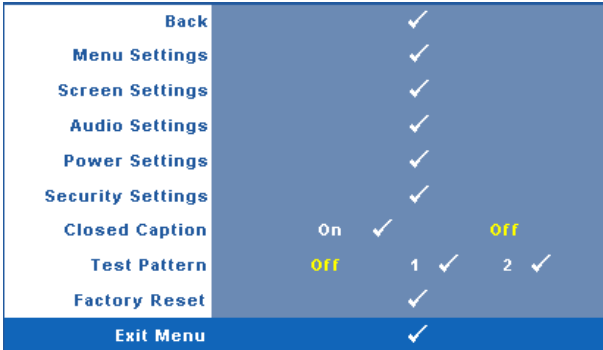 Back ✓
Menu Settings ✓
Screen Settings ✓
Audio Settings ✓
Power Settings ✓
Security Settings ✓
Closed Caption On ✓ Off
Test Pattern Off 1 ✓ 2 ✓
Factory Reset ✓
Exit Menu ✓